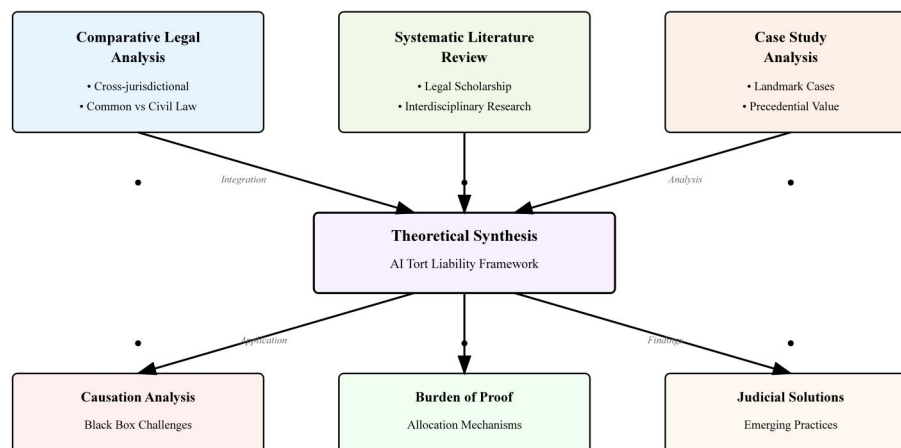 Comparative Legal
Analysis
• Cross-jurisdictional
• Common vs Civil Law
Systematic Literature
Review
• Legal Scholarship
• Interdisciplinary Research
Case Study
Analysis
• Landmark Cases
• Precedential Value
Integration
Analysis
Theoretical Synthesis
AI Tort Liability Framework
Application
Findings
Causation Analysis
Black Box Challenges
Burden of Proof
Allocation Mechanisms
Judicial Solutions
Emerging Practices